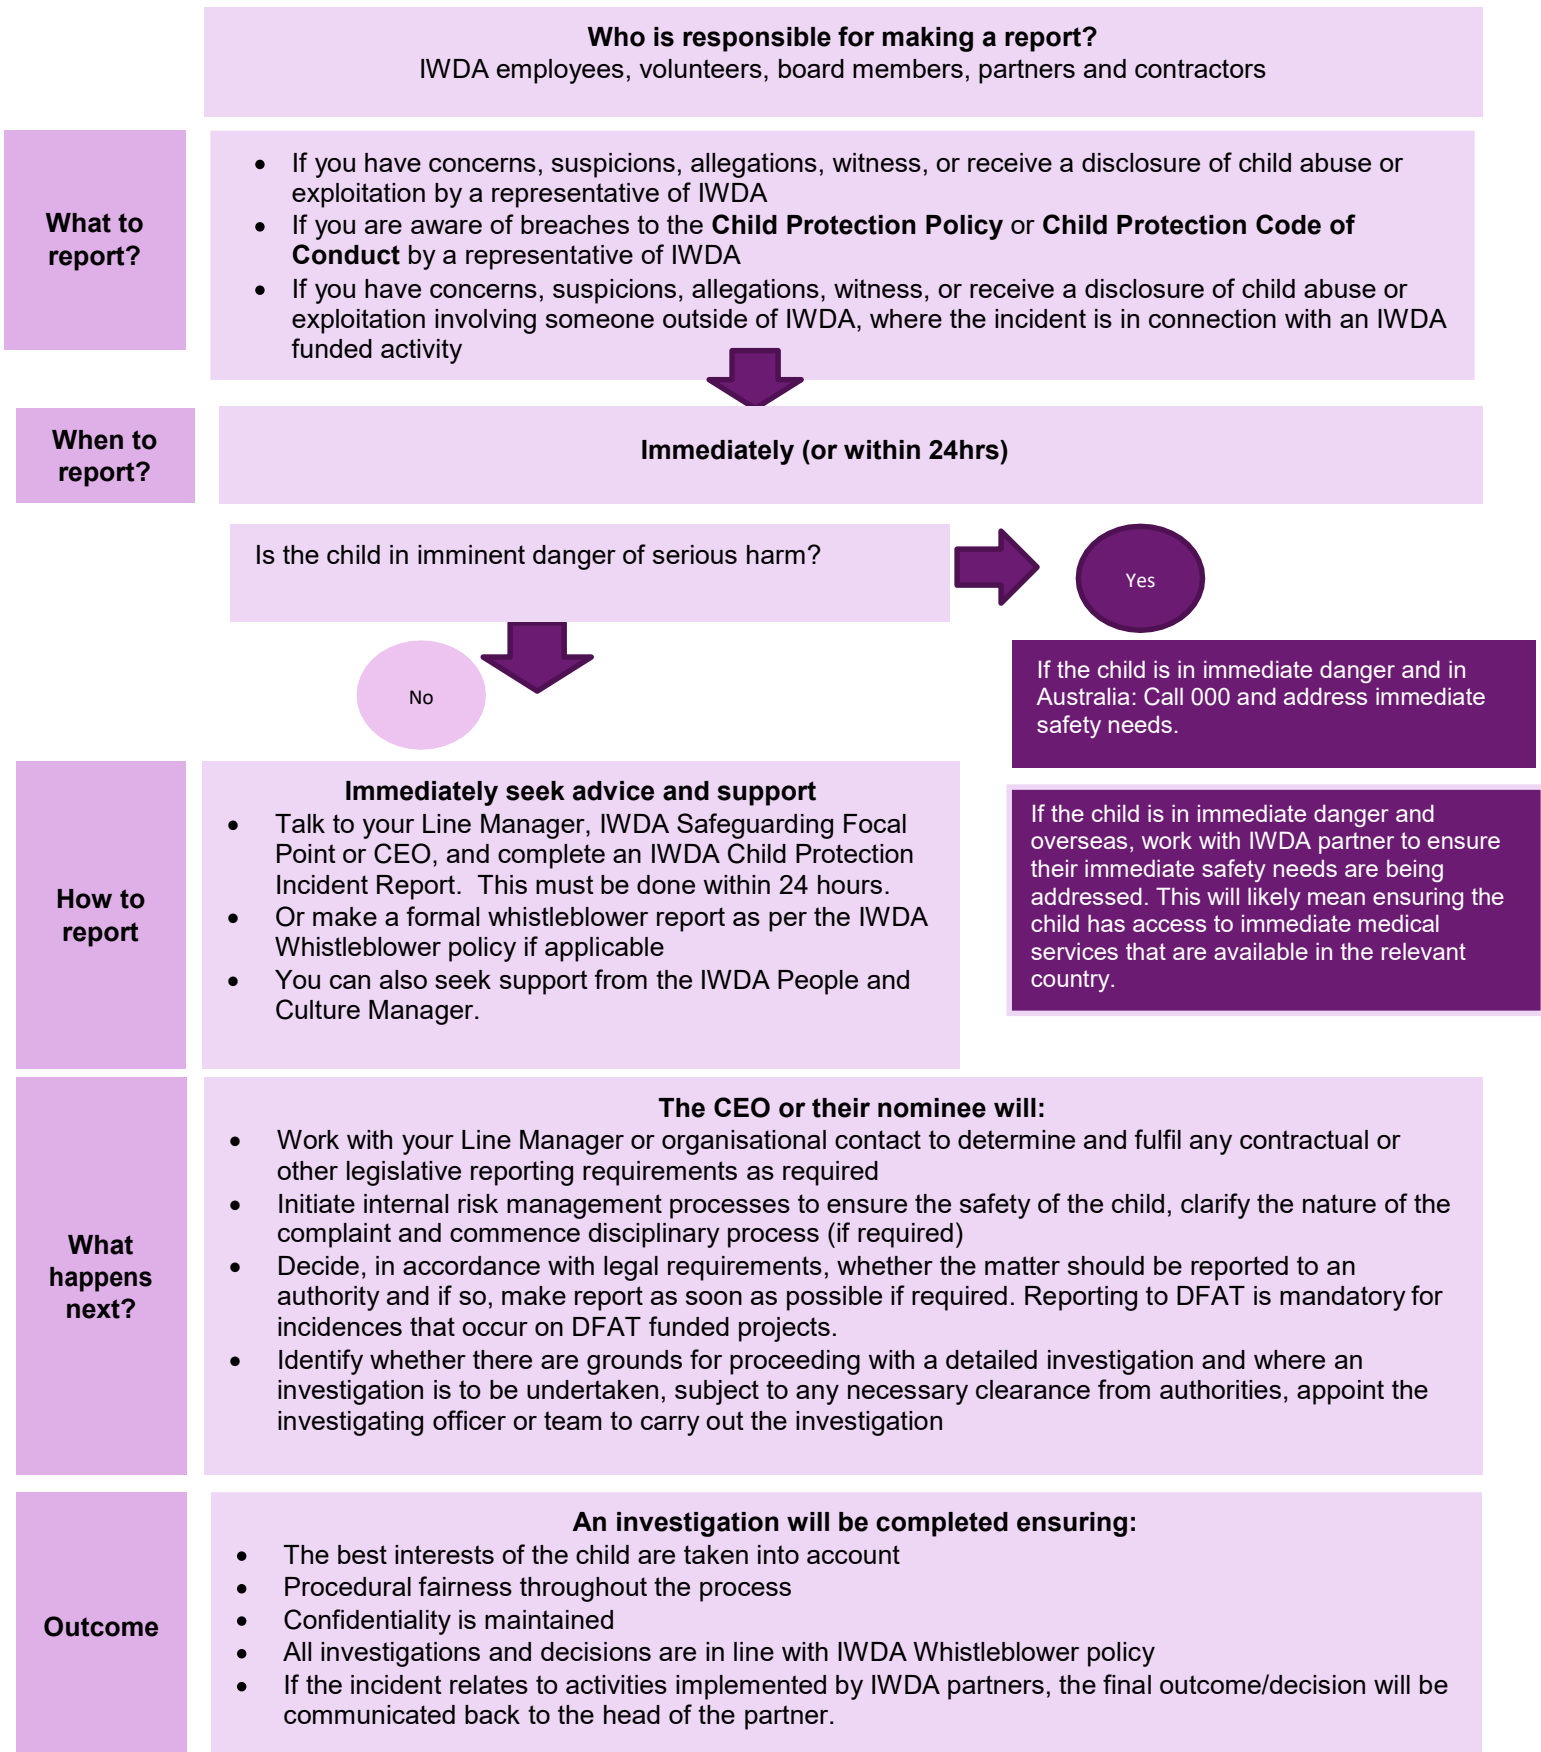 Who is responsible for making a report?
IWDA employees, volunteers, board members, partners and contractors
What to
report?
• If you have concerns, suspicions, allegations, witness, or receive a disclosure of child abuse or
exploitation by a representative of IWDA
• If you are aware of breaches to the Child Protection Policy or Child Protection Code of
Conduct by a representative of IWDA
• If you have concerns, suspicions, allegations, witness, or receive a disclosure of child abuse or
exploitation involving someone outside of IWDA, where the incident is in connection with an IWDA
funded activity
When to
report?
Immediately (or within 24hrs)
Is the child in imminent danger of serious harm?
Yes
No
If the child is in immediate danger and in
Australia: Call 000 and address immediate
safety needs.
If the child is in immediate danger and
overseas, work with IWDA partner to ensure
their immediate safety needs are being
addressed. This will likely mean ensuring the
child has access to immediate medical
services that are available in the relevant
country.
How to
report
Immediately seek advice and support
• Talk to your Line Manager, IWDA Safeguarding Focal
Point or CEO, and complete an IWDA Child Protection
Incident Report.  This must be done within 24 hours.
• Or make a formal whistleblower report as per the IWDA
Whistleblower policy if applicable
• You can also seek support from the IWDA People and
Culture Manager.
What
happens
next?
The CEO or their nominee will:
• Work with your Line Manager or organisational contact to determine and fulfil any contractual or
other legislative reporting requirements as required
• Initiate internal risk management processes to ensure the safety of the child, clarify the nature of the
complaint and commence disciplinary process (if required)
• Decide, in accordance with legal requirements, whether the matter should be reported to an
authority and if so, make report as soon as possible if required. Reporting to DFAT is mandatory for
incidences that occur on DFAT funded projects.
• Identify whether there are grounds for proceeding with a detailed investigation and where an
investigation is to be undertaken, subject to any necessary clearance from authorities, appoint the
investigating officer or team to carry out the investigation
Outcome
An investigation will be completed ensuring:
• The best interests of the child are taken into account
• Procedural fairness throughout the process
• Confidentiality is maintained
• All investigations and decisions are in line with IWDA Whistleblower policy
• If the incident relates to activities implemented by IWDA partners, the final outcome/decision will be
communicated back to the head of the partner.